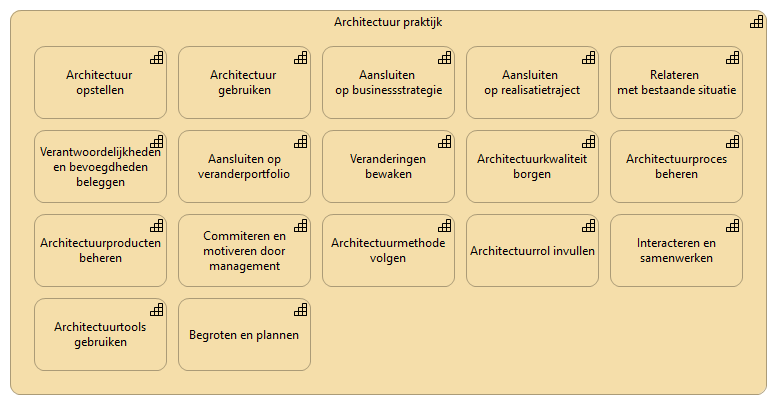 Architectuur praktijk
Architectuur
opstellen
Architectuur
gebruiken
Aansluiten
op businessstrategie
Aansluiten
op realisatietraject
Relateren
met bestaande situatie
Verantwoordelijkheden
en bevoegdheden
beleggen
Aansluiten op
veranderportfolio
Veranderingen
bewaken
Architectuurkwaliteit
borgen
Architectuurproces
beheren
Architectuurproducten
beheren
Commiteren en
motiveren door
management
Architectuurmethode
volgen
Architectuurrol invullen
Interacteren en
samenwerken
Architectuurtools
gebruiken
Begroten en plannen